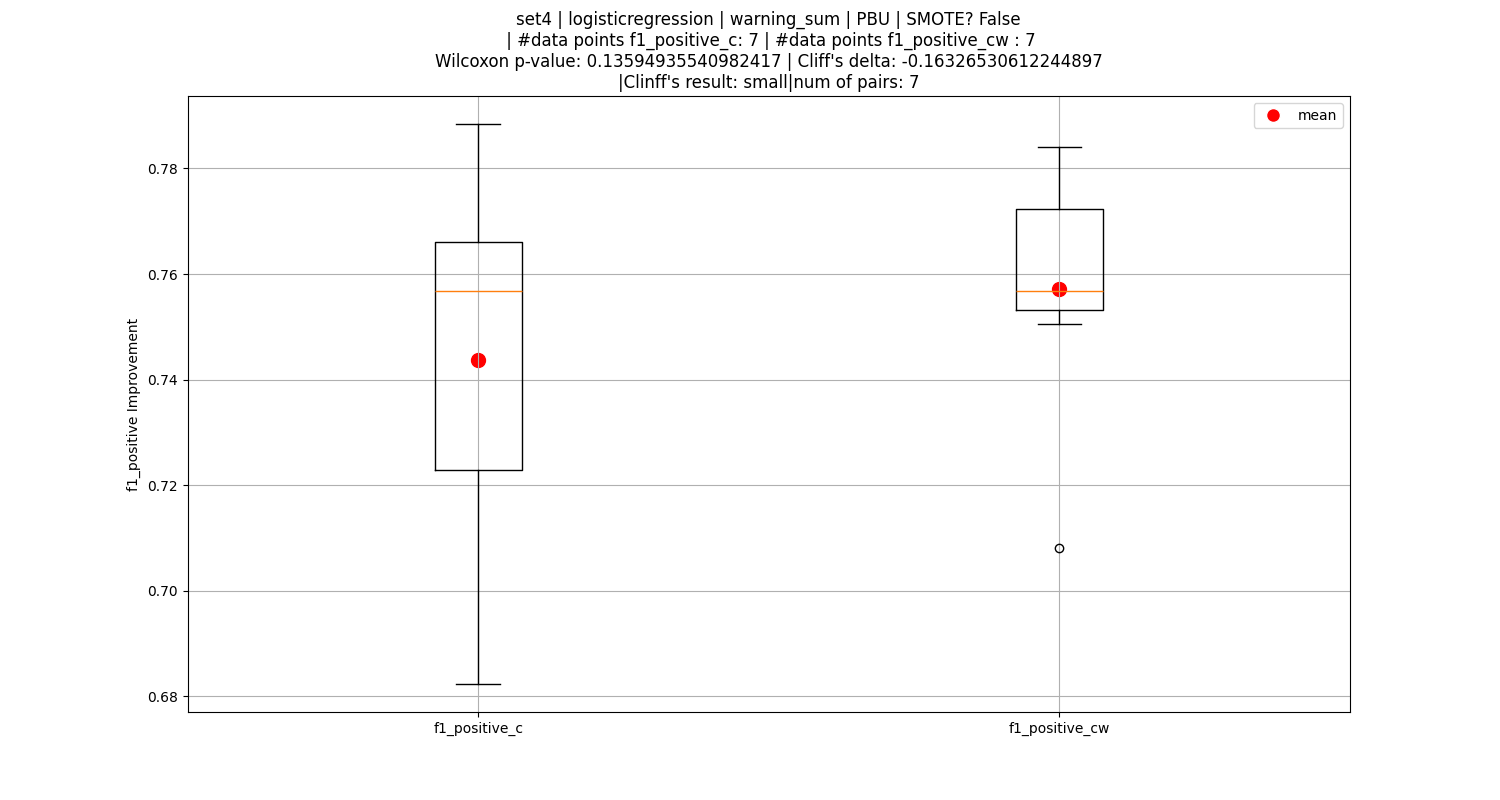 set4 | logisticregression | warning_sum | PBU | SMOTE? False
| #data points f1_positive_c: 7 | #data points f1_positive_cw : 7
Wilcoxon p-value: 0.13594935540982417 | Cliff's delta: -0.16326530612244897
|Clinff's result: small|num of pairs: 7
mean
0.78
0.76
0.74
0.72
0.70
0.68
f1_positive Improvement
f1_positive_c
f1_positive_cw